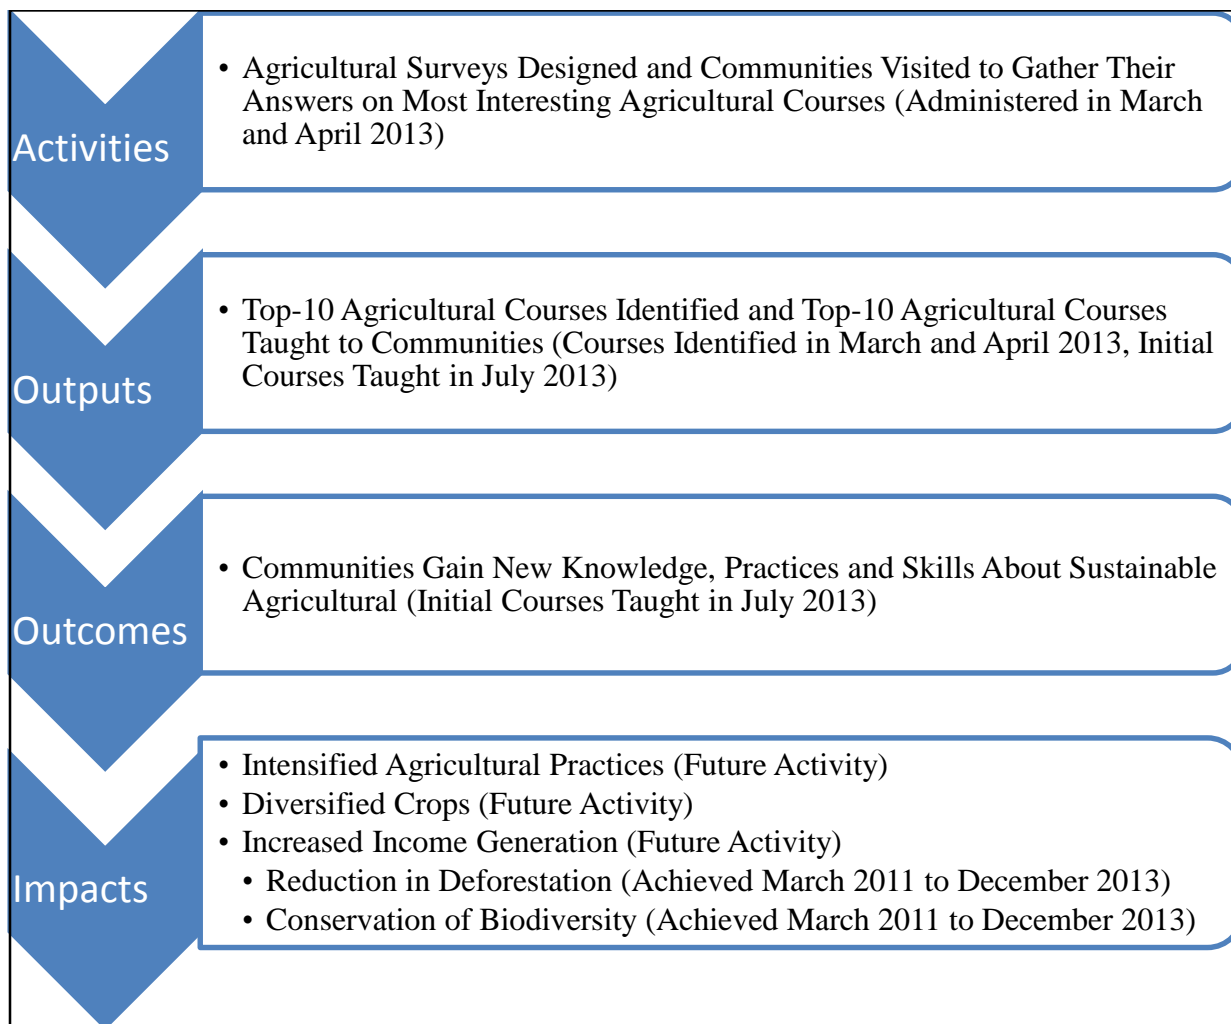 Activities
• Agricultural Surveys Designed and Communities Visited to Gather Their
Answers on Most Interesting Agricultural Courses (Administered in March
and April 2013)
Outputs
• Top-10 Agricultural Courses Identified and Top-10 Agricultural Courses
Taught to Communities (Courses Identified in March and April 2013, Initial
Courses Taught in July 2013)
Outcomes
• Communities Gain New Knowledge, Practices and Skills About Sustainable
Agricultural (Initial Courses Taught in July 2013)
Impacts
• Intensified Agricultural Practices (Future Activity)
• Diversified Crops (Future Activity)
• Increased Income Generation (Future Activity)
• Reduction in Deforestation (Achieved March 2011 to December 2013)
• Conservation of Biodiversity (Achieved March 2011 to December 2013)